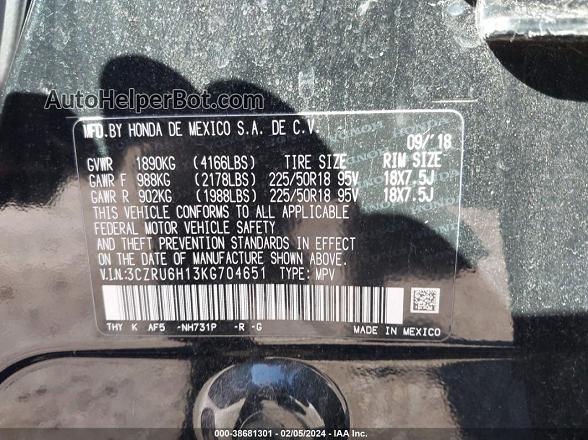 AutoHelperBot.com
MFD.BY HONDA DE MEXICO S.A. DE C.V. 09/'18
GVWR 1890KG (4166LBS) TIRE SIZE RIM SIZE
GAWR F 988KG (2178LBS) 225/50R18 95V 18X7.5J
GAWR R 902KG (1988LBS) 225/50R18 95V 18X7.5J
THIS VEHICLE CONFORMS TO ALL APPLICABLE
FEDERAL MOTOR VEHICLE SAFETY
AND THEFT PREVENTION STANDARDS IN EFFECT
ON THE DATE OF MANUFACTURE SHOWN ABOVE.
V.I.N:3CZRU6H13KG704651 TYPE: MPV
THY K AF5 -NH731P -R -G MADE IN MEXICO
000-38681301 - 02/05/2024 - IAA Inc.